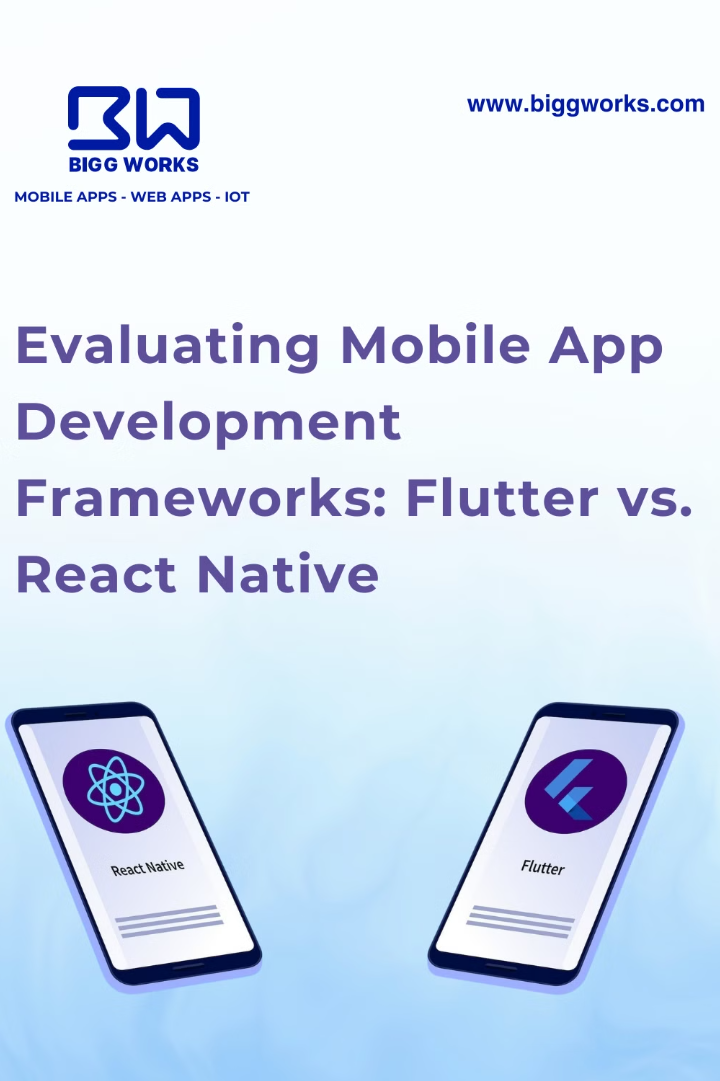 BIGG WORKS
MOBILE APPS - WEB APPS - IOT
www.biggworks.com
Evaluating Mobile App
Development
Frameworks: Flutter vs.
React Native
React Native
Flutter